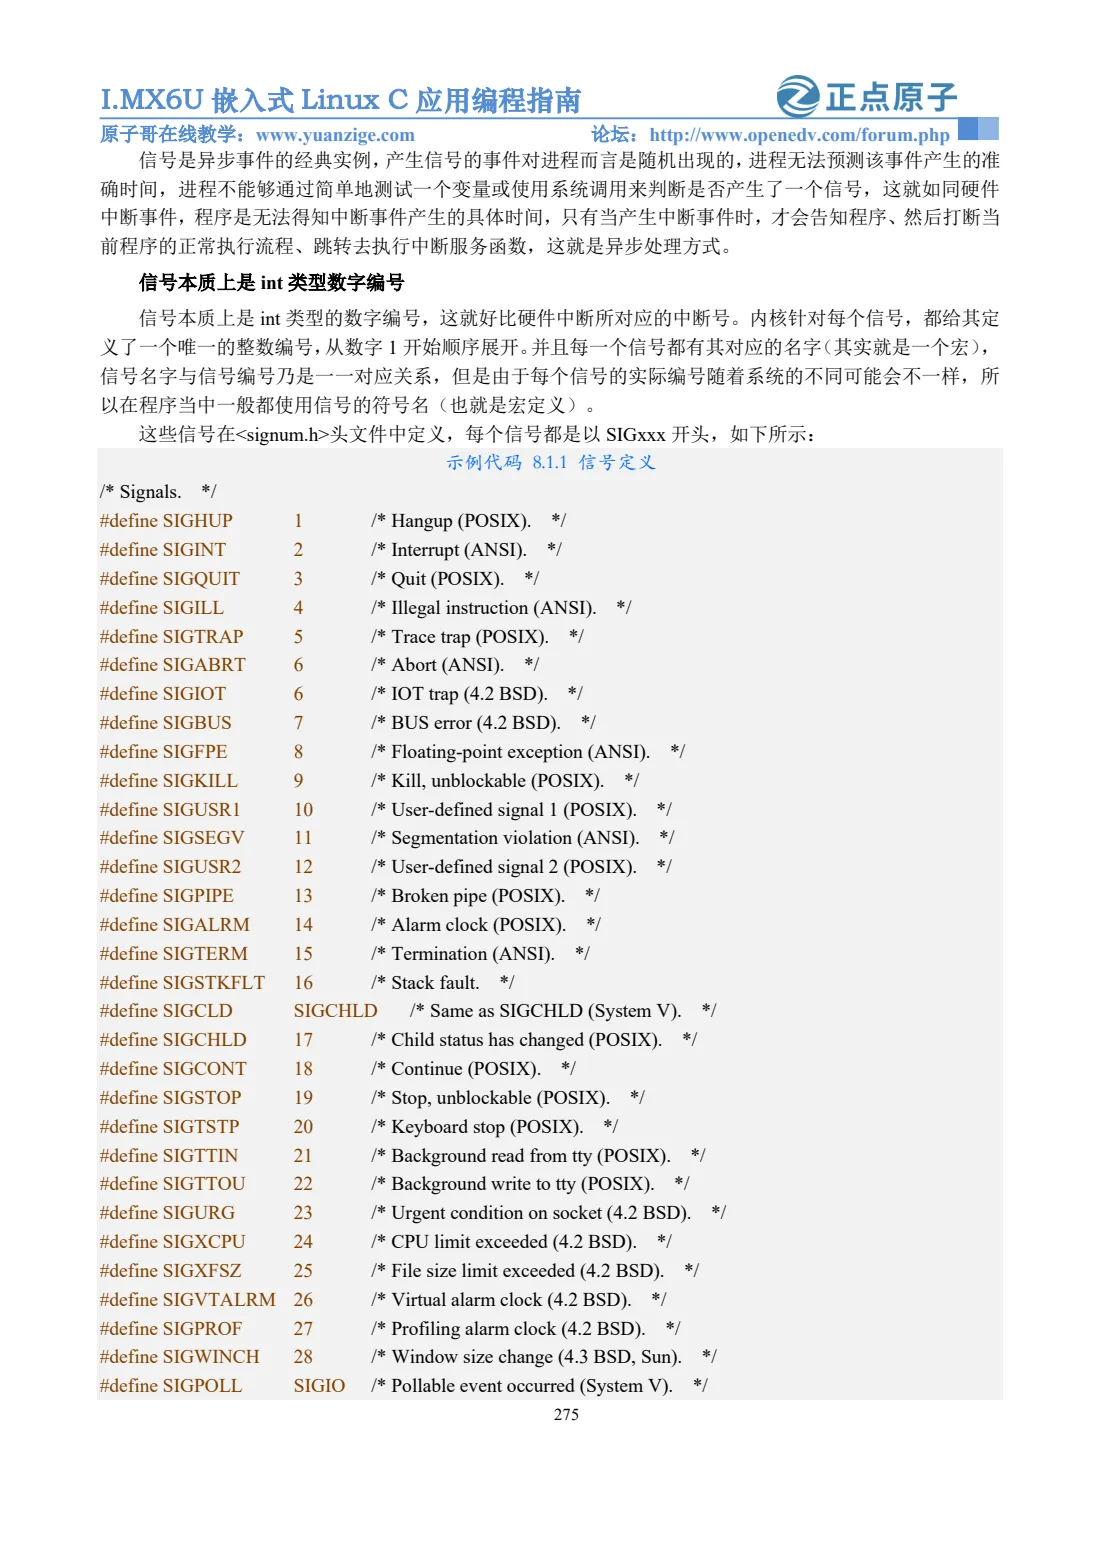 I.MX6U 嵌入式 Linux C 应用编程指南
正点原子
原子哥在线教学：www.yuanzige.com 论坛：http://www.openedv.com/forum.php
信号是异步事件的经典实例，产生信号的事件对进程而言是随机出现的，进程无法预测该事件产生的准
确时间，进程不能够通过简单地测试一个变量或使用系统调用来判断是否产生了一个信号，这就如同硬件
中断事件，程序是无法得知中断事件产生的具体时间，只有当产生中断事件时，才会告知程序、然后打断当
前程序的正常执行流程、跳转去执行中断服务函数，这就是异步处理方式。
信号本质上是 int 类型数字编号
信号本质上是 int 类型的数字编号，这就好比硬件中断所对应的中断号。内核针对每个信号，都给其定
义了一个唯一的整数编号，从数字 1 开始顺序展开。并且每一个信号都有其对应的名字（其实就是一个宏），
信号名字与信号编号乃是一一对应关系，但是由于每个信号的实际编号随着系统的不同可能会不一样，所
以在程序当中一般都使用信号的符号名（也就是宏定义）。
这些信号在<signum.h>头文件中定义，每个信号都是以 SIGxxx 开头，如下所示：
示例代码 8.1.1 信号定义
/* Signals. */
#define SIGHUP 1 /* Hangup (POSIX). */
#define SIGINT 2 /* Interrupt (ANSI). */
#define SIGQUIT 3 /* Quit (POSIX). */
#define SIGILL 4 /* Illegal instruction (ANSI). */
#define SIGTRAP 5 /* Trace trap (POSIX). */
#define SIGABRT 6 /* Abort (ANSI). */
#define SIGIOT 6 /* IOT trap (4.2 BSD). */
#define SIGBUS 7 /* BUS error (4.2 BSD). */
#define SIGFPE 8 /* Floating-point exception (ANSI). */
#define SIGKILL 9 /* Kill, unblockable (POSIX). */
#define SIGUSR1 10 /* User-defined signal 1 (POSIX). */
#define SIGSEGV 11 /* Segmentation violation (ANSI). */
#define SIGUSR2 12 /* User-defined signal 2 (POSIX). */
#define SIGPIPE 13 /* Broken pipe (POSIX). */
#define SIGALRM 14 /* Alarm clock (POSIX). */
#define SIGTERM 15 /* Termination (ANSI). */
#define SIGSTKFLT 16 /* Stack fault. */
#define SIGCLD SIGCHLD /* Same as SIGCHLD (System V). */
#define SIGCHLD 17 /* Child status has changed (POSIX). */
#define SIGCONT 18 /* Continue (POSIX). */
#define SIGSTOP 19 /* Stop, unblockable (POSIX). */
#define SIGTSTP 20 /* Keyboard stop (POSIX). */
#define SIGTTIN 21 /* Background read from tty (POSIX). */
#define SIGTTOU 22 /* Background write to tty (POSIX). */
#define SIGURG 23 /* Urgent condition on socket (4.2 BSD). */
#define SIGXCPU 24 /* CPU limit exceeded (4.2 BSD). */
#define SIGXFSZ 25 /* File size limit exceeded (4.2 BSD). */
#define SIGVTALRM 26 /* Virtual alarm clock (4.2 BSD). */
#define SIGPROF 27 /* Profiling alarm clock (4.2 BSD). */
#define SIGWINCH 28 /* Window size change (4.3 BSD, Sun). */
#define SIGPOLL SIGIO /* Pollable event occurred (System V). */
275